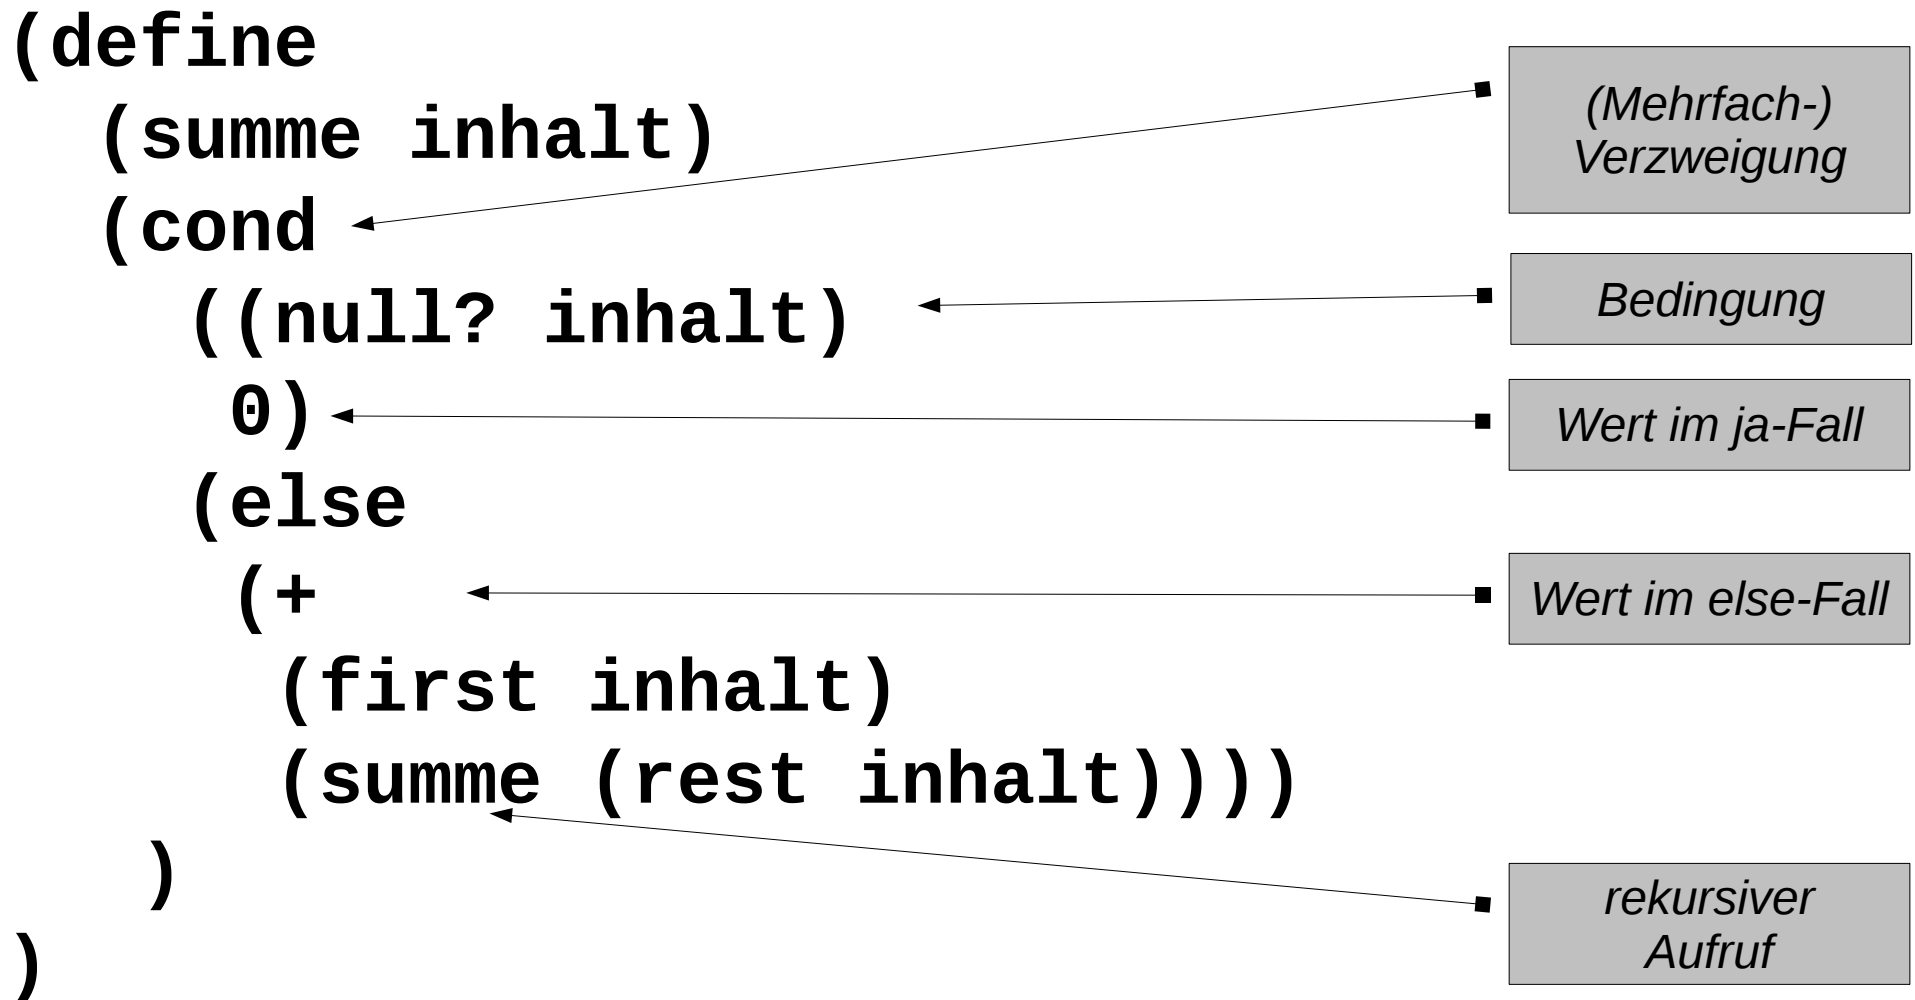 (define
(summe inhalt)
(cond
((null? inhalt)
0)
(else
(+
(first inhalt)
(summe (rest inhalt))))
)
)
(Mehrfach-)
Verzweigung
Bedingung
Wert im ja-Fall
Wert im else-Fall
rekursiver
Aufruf